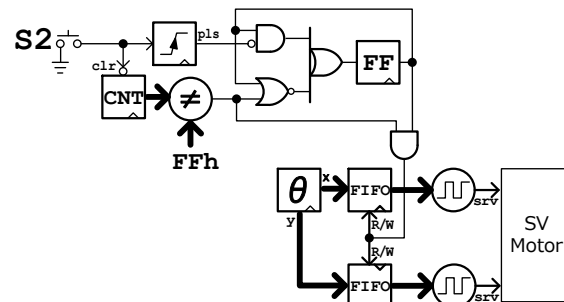 S2
pls
clr
CNT
≠
FF
FFh
θ
x
y
FIFO
R/W
srv
SV
Motor
R/W
FIFO
srv